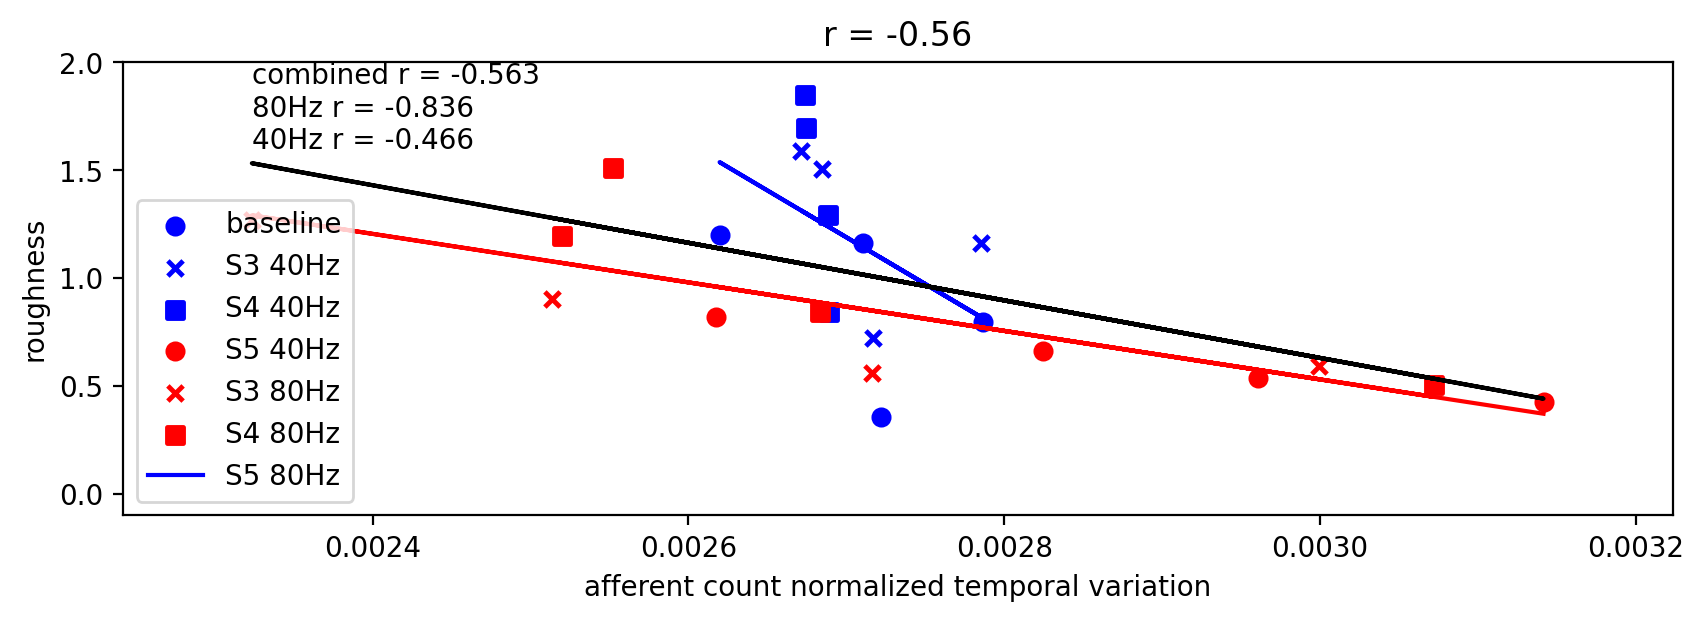 r = -0.56
combined r = -0.563
80Hz r = -0.836
40Hz r = -0.466
2.0
1.5
1.0
0.5
0.0
roughness
baseline
S3 40Hz
S4 40Hz
S5 40Hz
S3 80Hz
S4 80Hz
S5 80Hz
0.0024 0.0026 0.0028 0.0030 0.0032
afferent count normalized temporal variation